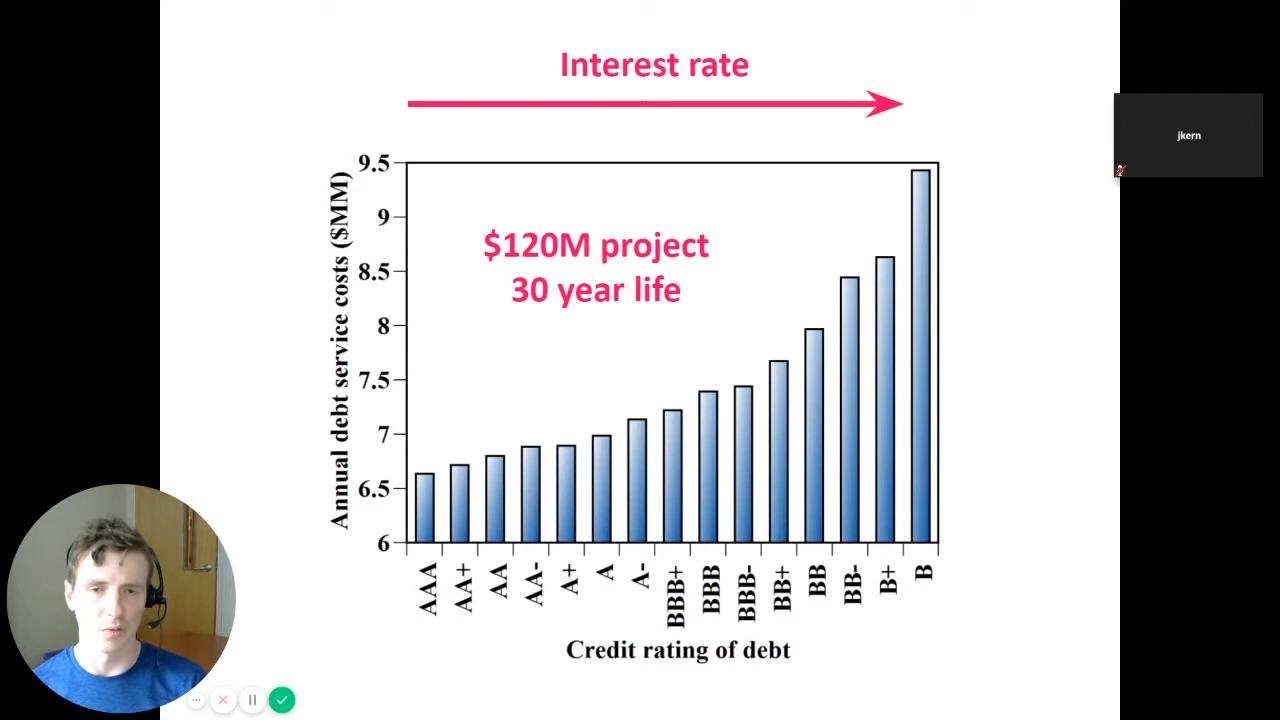 Interest rate
jkern
9.5
9
8.5
8
7.5
7
6.5
6
Annual debt service costs ($MM)
$120M project
30 year life
AAA
AA+
AA
AA-
A+
A
A-
BBB+
BBB
BBB-
BB+
BB
BB-
B+
B
Credit rating of debt